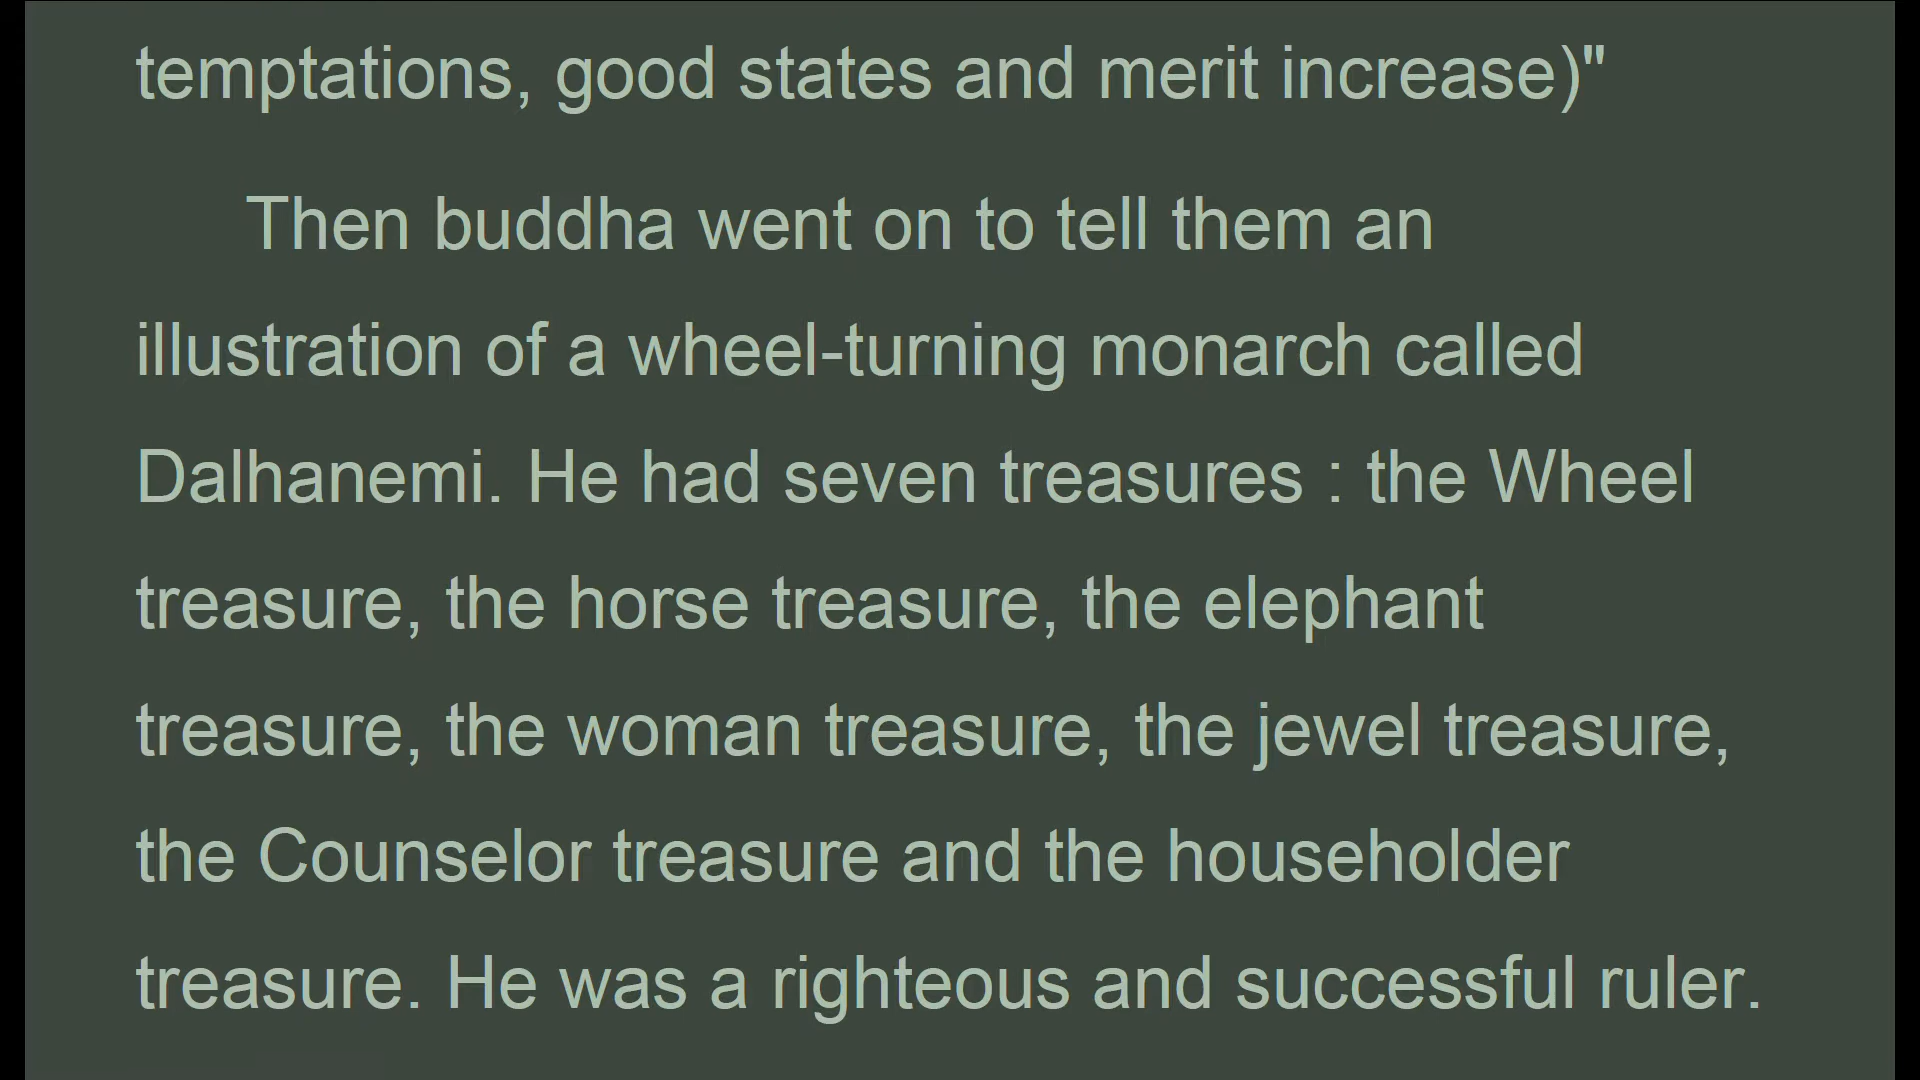 temptations, good states and merit increase)"
Then buddha went on to tell them an
illustration of a wheel-turning monarch called
Dalhanemi. He had seven treasures : the Wheel
treasure, the horse treasure, the elephant
treasure, the woman treasure, the jewel treasure,
the Counselor treasure and the householder
treasure. He was a righteous and successful ruler.